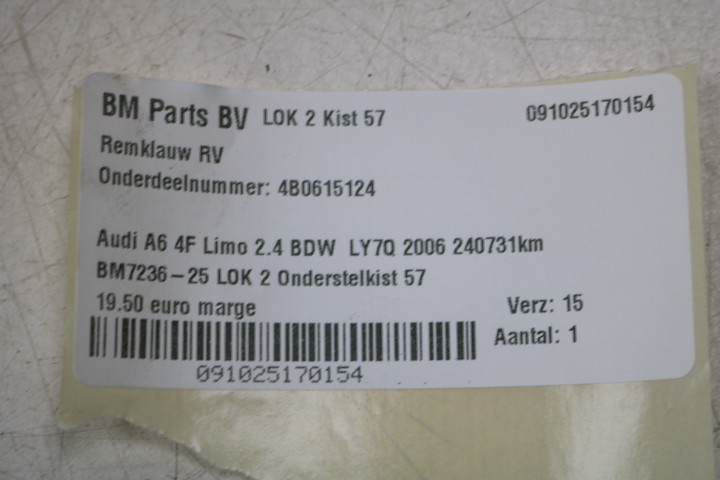 BM Parts BV LOK 2 Kist 57 091025170154
Remklauw RV
Onderdeelnummer: 4B0615124
Audi A6 4F Limo 2.4 BDW LY7Q 2006 240731km
BM7236-25 LOK 2 Onderstelkist 57
19.50 euro marge Verz: 15
Aantal: 1
091025170154